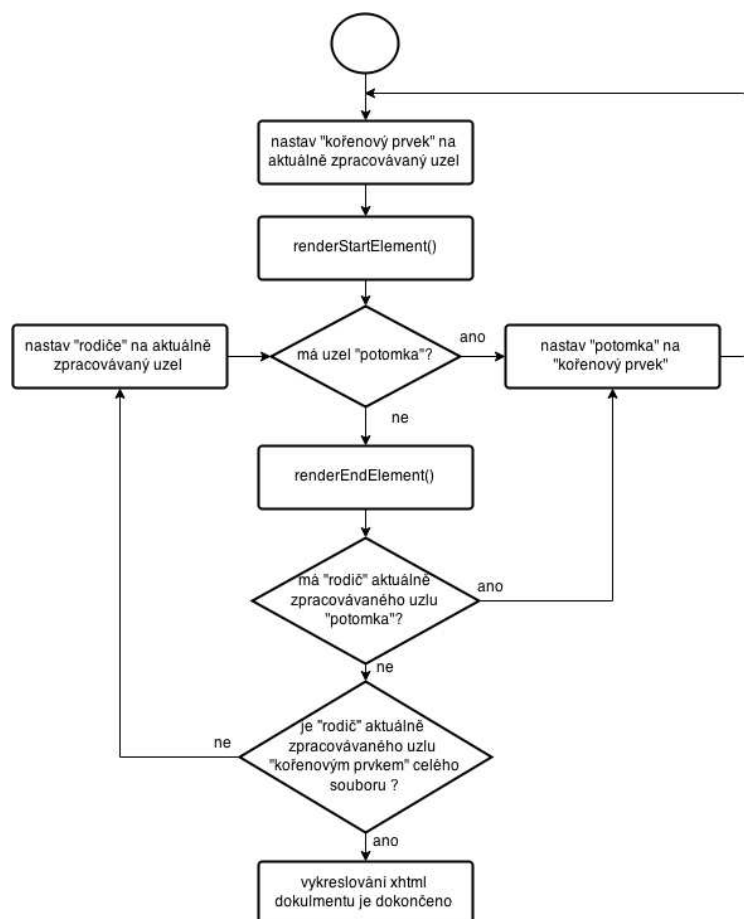 nastav "kořenový prvek" na
aktuálně zpracovávaný uzel
renderStartElement()
nastav "rodiče" na aktuálně
zpracovávaný uzel
má uzel "potomka"?
ano
nastav "potomka" na
"kořenový prvek"
ne
renderEndElement()
má "rodič" aktuálně
zpracovávaného uzlu
"potomka"?
ano
ne
je "rodič" aktuálně
zpracovávaného uzlu
"kořenovým prvkem" celého
souboru ?
ne
ano
vykreslování xhtml
dokulmentu je dokončeno